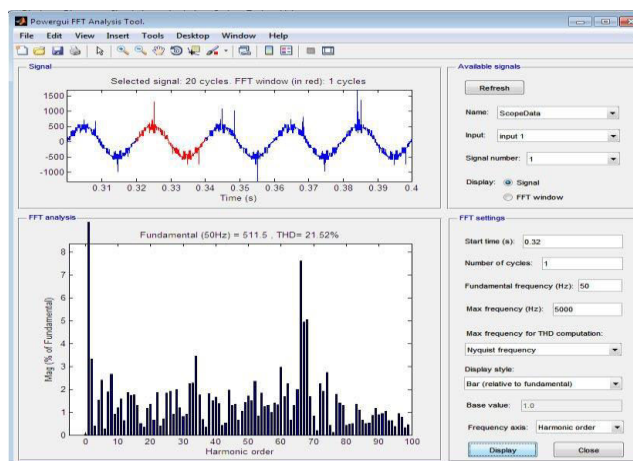 Powergui FFT Analysis Tool.
File Edit View Insert Tools Desktop Window Help
Signal
Selected signal: 20 cycles. FFT window (in red): 1 cycles
1500
1000
500
0
-500
-1000
0.31 0.32 0.33 0.34 0.35 0.36 0.37 0.38 0.39 0.4
Time (s)
FFT analysis
Fundamental (50Hz) = 511.5 , THD= 21.52%
Mag (% of Fundamental)
8
7
6
5
4
3
2
1
0
0 10 20 30 40 50 60 70 80 90 100
Harmonic order
Available signals
Refresh
Name: ScopeData
Input: input 1
Signal number: 1
Display: Signal
FFT window
FFT settings
Start time (s): 0.32
Number of cycles: 1
Fundamental frequency (Hz): 50
Max frequency (Hz): 5000
Max frequency for THD computation:
Nyquist frequency
Display style:
Bar (relative to fundamental)
Base value: 1.0
Frequency axis: Harmonic order
Display Close